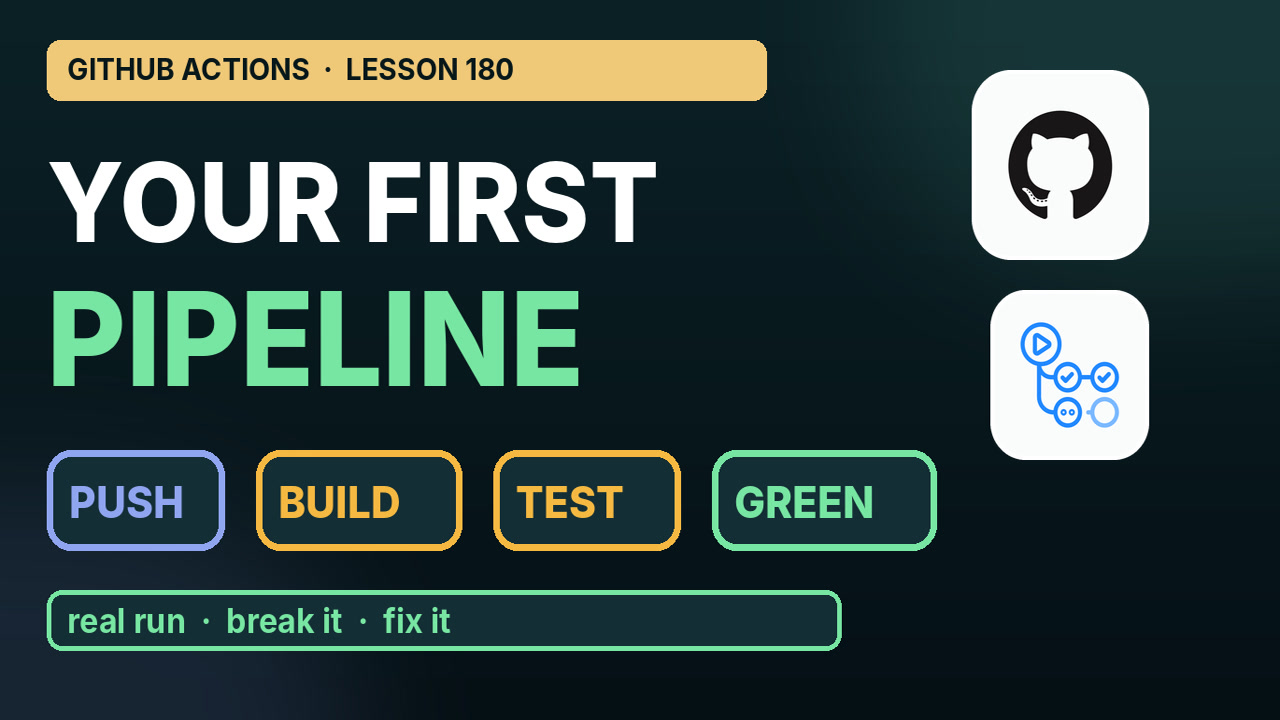 GITHUB ACTIONS · LESSON 180
YOUR FIRST
PIPELINE
PUSH BUILD TEST GREEN
real run · break it · fix it